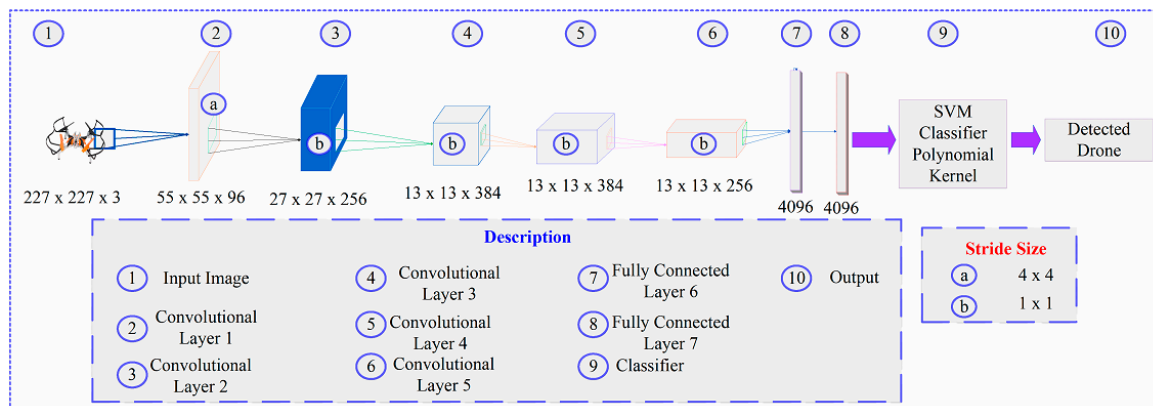 1 2 3 4 5 6 7 8 9 10
a
b
b
b
b
SVM
Classifier
Polynomial
Kernel
Detected
Drone
227 x 227 x 3
55 x 55 x 96
27 x 27 x 256
13 x 13 x 384
13 x 13 x 384
13 x 13 x 256
4096
4096
Description
1 Input Image
2 Convolutional
Layer 1
3 Convolutional
Layer 2
4 Convolutional
Layer 3
5 Convolutional
Layer 4
6 Convolutional
Layer 5
7 Fully Connected
Layer 6
8 Fully Connected
Layer 7
9 Classifier
10 Output
Stride Size
a 4 x 4
b 1 x 1